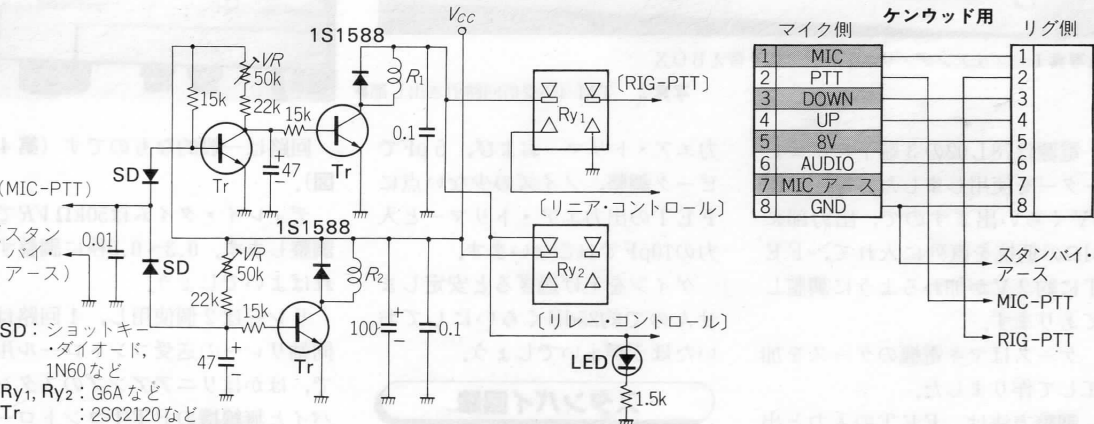 VCC
1S1588
VR
50k
15k
22k
15k
R1
0.1
Tr
47
Tr
SD
(MIC-PTT)
スタン
アース)
0.01
SD
1S1588
VR
50k
22k
15k
47
Tr
R2
100
0.1
Ry1
〔RIG-PTT〕
〔リニア・コントロール〕
Ry2
〔リレー・コントロール〕
LED
1.5k
SD:ショットキー
・ダイオード,
1N60など
Ry1, Ry2:G6Aなど
Tr :2SC2120など
ケンウッド用
マイク側
リグ側
1 MIC
2 PTT
3 DOWN
4 UP
5 8V
6 AUDIO
7 MICアース
8 GND
1
2
3
4
5
6
7
8
スタンバイ・
アース
MIC-PTT
RIG-PTT